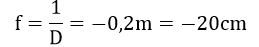 f = 1/D = −0,2m = −20cm